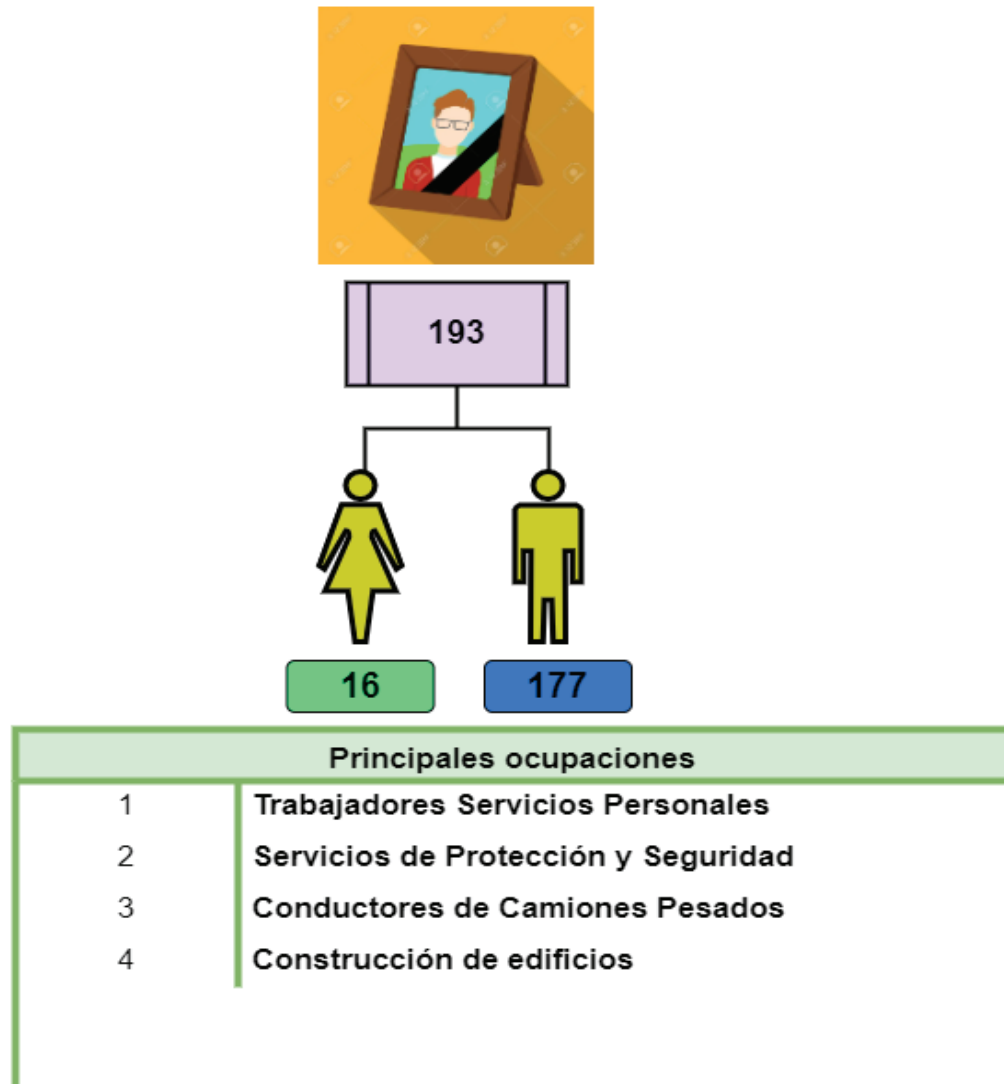 193
16
177
Principales ocupaciones
1 Trabajadores Servicios Personales
2 Servicios de Protección y Seguridad
3 Conductores de Camiones Pesados
4 Construcción de edificios